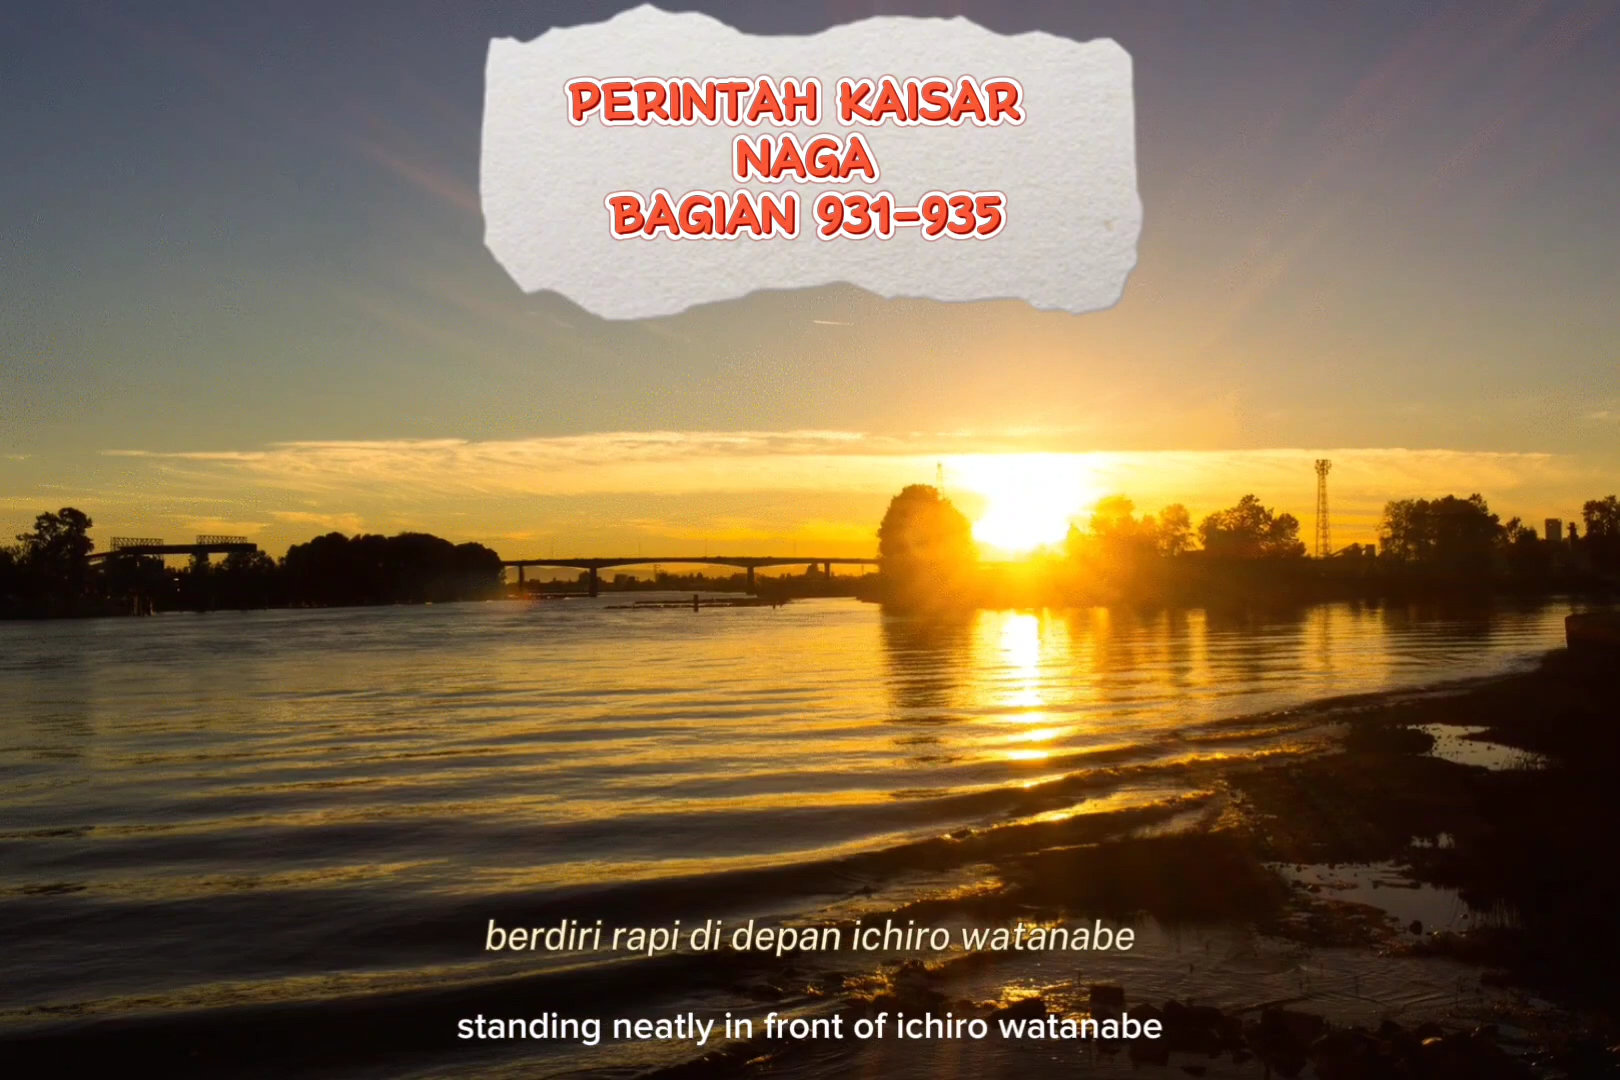 PERINTAH KAISAR
NAGA
BAGIAN 931-935
berdiri rapi di depan ichiro watanabe
standing neatly in front of ichiro watanabe